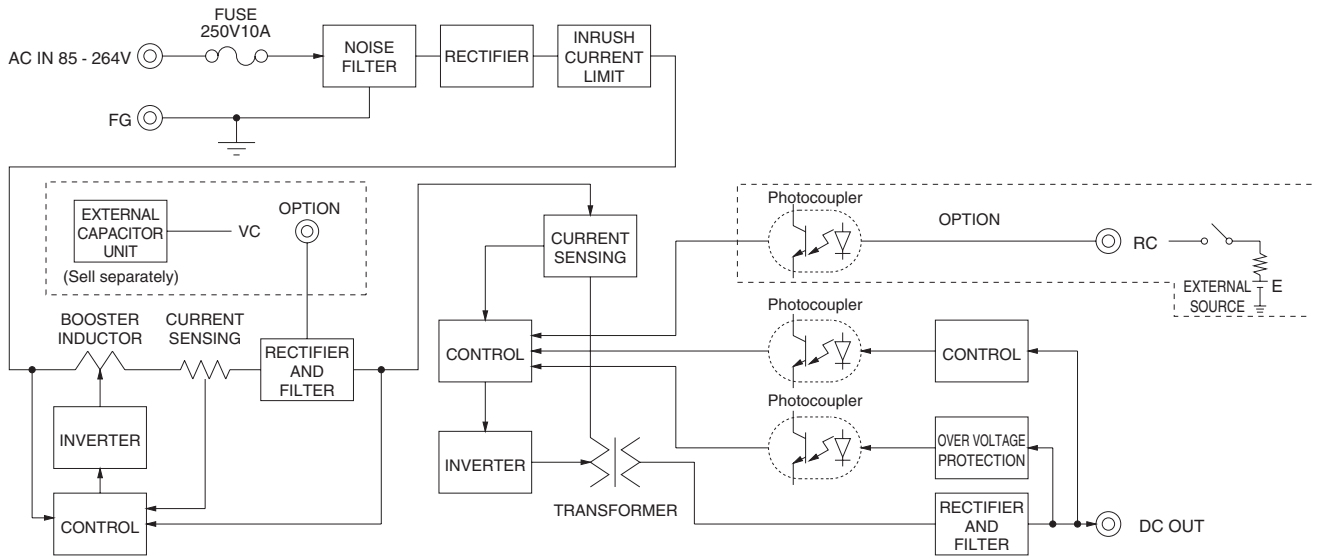 FUSE
250V10A
AC IN 85 - 264V
NOISE
FILTER
RECTIFIER
INRUSH
CURRENT
LIMIT
FG
EXTERNAL
CAPACITOR
UNIT
VC
OPTION
(Sell separately)
CURRENT
SENSING
Photocoupler
OPTION
RC
EXTERNAL
SOURCE
E
BOOSTER
INDUCTOR
CURRENT
SENSING
RECTIFIER
AND
FILTER
CONTROL
Photocoupler
CONTROL
INVERTER
Photocoupler
OVER VOLTAGE
PROTECTION
INVERTER
TRANSFORMER
CONTROL
RECTIFIER
AND
FILTER
DC OUT